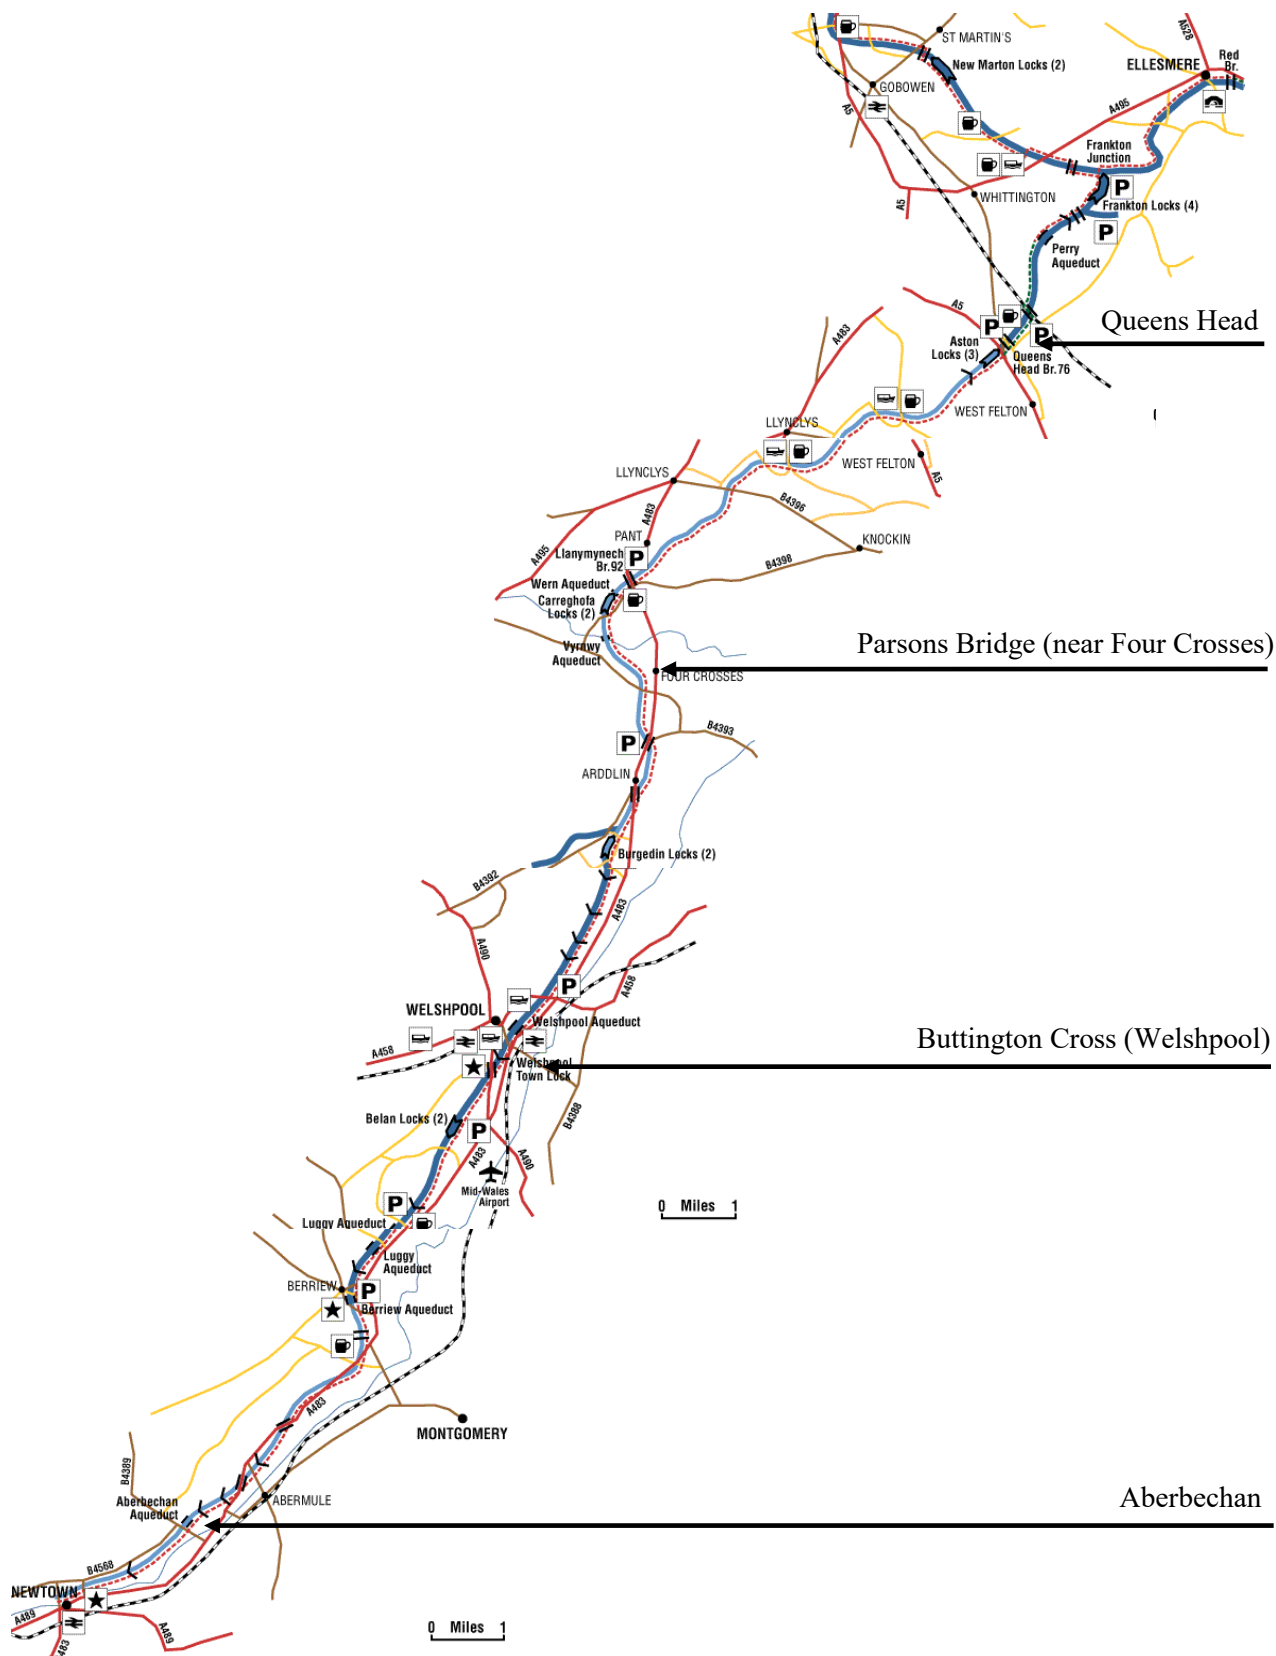 A528
ST MARTIN'S
Red
Br.
New Marton Locks (2)
ELLESMERE
GOBOWEN
A5
A495
Frankton
Junction
P
WHITTINGTON
A5
Frankton Locks (4)
P
Perry
Aqueduct
A5
Queens Head
P
P
A483
Aston
Locks (3)
Queens
Head Br.76
WEST FELTON
LLYNCLYS
WEST FELTON
LLYNCLYS
A5
B4396
A483
PANT
KNOCKIN
A495
Llanymynech
Br.92
P
B4398
Wern Aqueduct
Carreghofa
Locks (2)
Parsons Bridge (near Four Crosses)
Vyrnwy
Aqueduct
FOUR CROSSES
B4393
P
ARDDLIN
Burgedin Locks (2)
B4392
A483
A490
P
A458
WELSHPOOL
Welshpool Aqueduct
Buttington Cross (Welshpool)
A458
Welshpool
Town Lock
Belan Locks (2)
B4388
P
A483
A490
Mid-Wales
Airport
P
0 Miles 1
Luggy Aqueduct
Luggy
Aqueduct
BERRIEW
P
Berriew Aqueduct
A483
MONTGOMERY
B4389
Aberbechan
Aqueduct
ABERMULE
Aberbechan
B4568
NEWTOWN
A489
A489
483
0 Miles 1